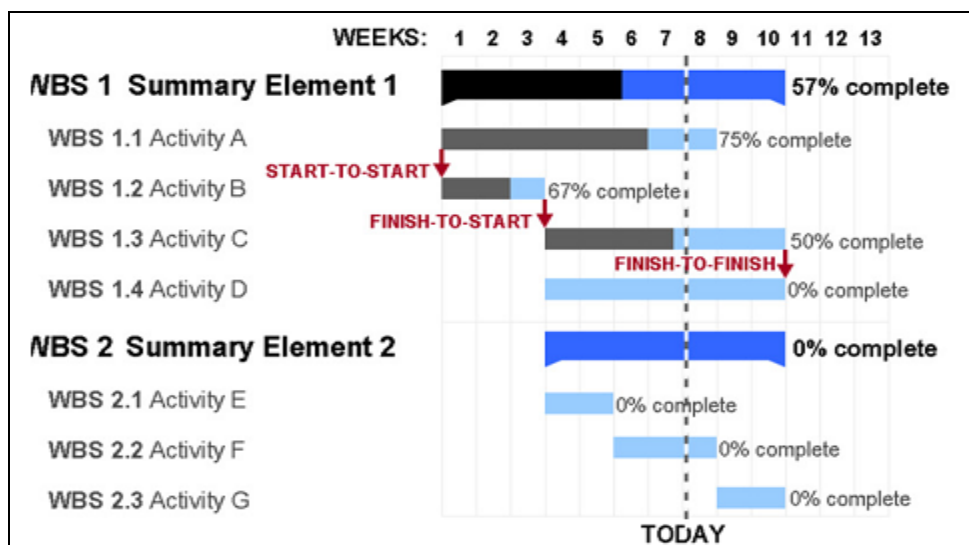 WEEKS: 1 2 3 4 5 6 7 8 9 10 11 12 13
WBS 1 Summary Element 1 57% complete
WBS 1.1 Activity A 75% complete
START-TO-START
WBS 1.2 Activity B 67% complete
FINISH-TO-START
WBS 1.3 Activity C 50% complete
FINISH-TO-FINISH
WBS 1.4 Activity D 0% complete
WBS 2 Summary Element 2 0% complete
WBS 2.1 Activity E 0% complete
WBS 2.2 Activity F 0% complete
WBS 2.3 Activity G 0% complete
TODAY